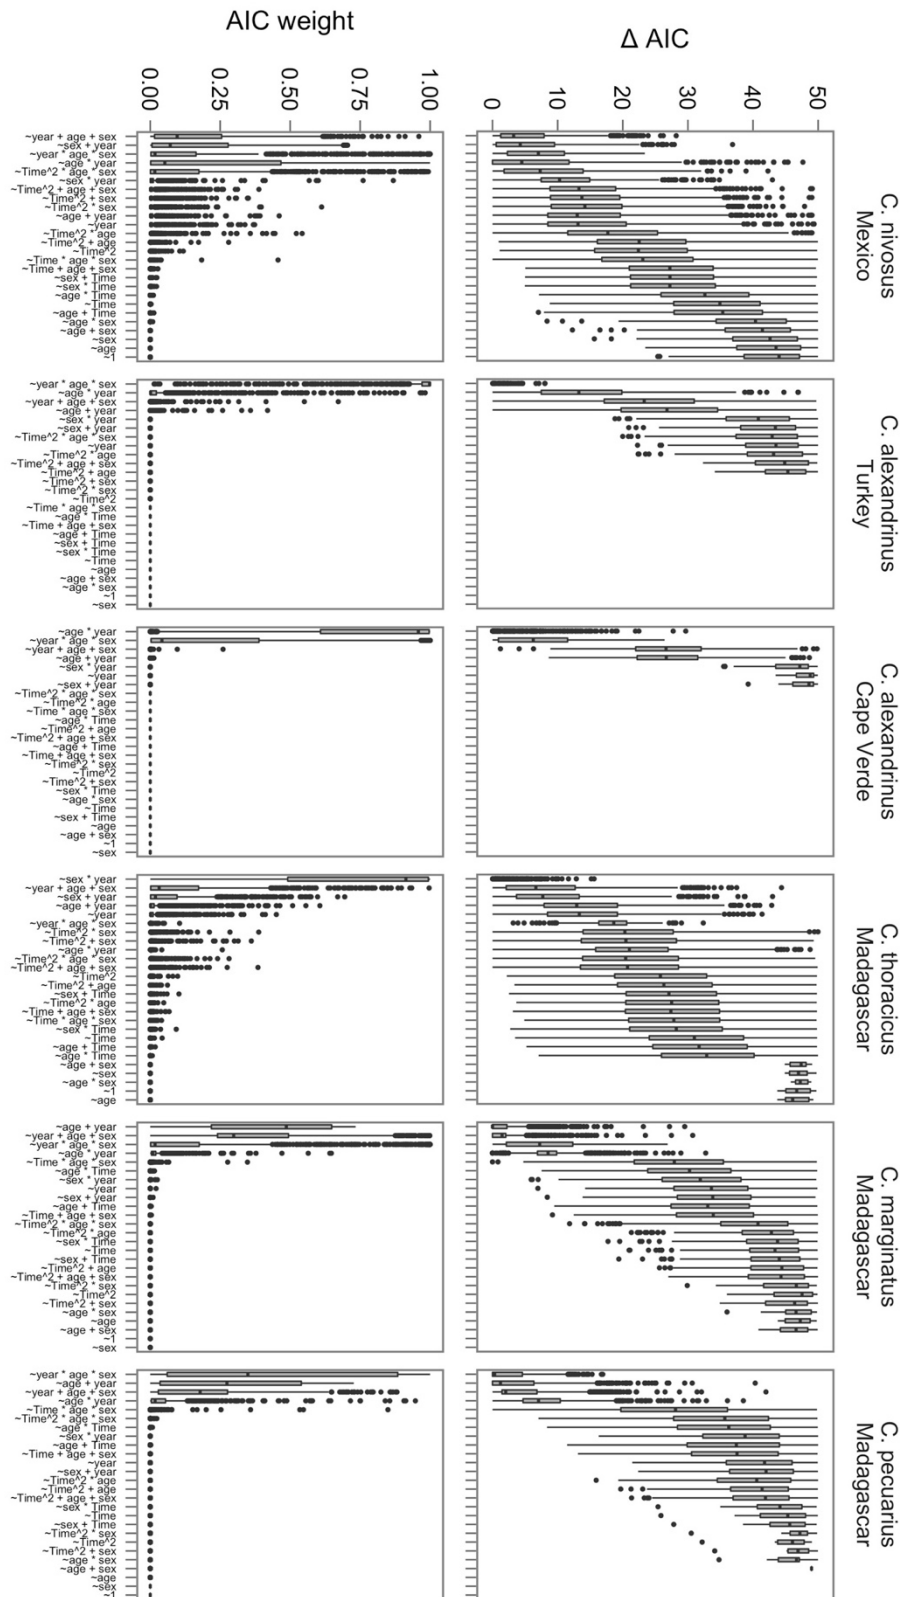 AIC weight
Δ AIC
0.00
0.25
0.50
0.75
1.00
0
10
20
30
40
50
C. nivosus
Mexico
~year + age + sex
~sex + year
~year * age * sex
~age * year
~Time^2 * age * sex
~sex * year
~Time^2 + age + sex
~Time^2 + sex
~Time^2 * sex
~age + year
~year
~Time^2 * age
~Time^2 + age
~Time^2
~Time * age * sex
~Time + age + sex
~sex + Time
~sex * Time
~age * Time
~Time
~age + Time
~age * sex
~age + sex
~sex
~age
~1
C. alexandrinus
Turkey
~year * age * sex
~age * year
~year + age + sex
~age + year
~sex * year
~sex + year
~Time^2 * age * sex
~year
~Time^2 * age
~Time^2 + age + sex
~Time^2 + age
~Time^2 + sex
~Time^2 * sex
~Time^2
~Time * age * sex
~age * Time
~Time + age + sex
~age + Time
~sex + Time
~sex * Time
~Time
~age
~age + sex
~age * sex
~1
~sex
C. alexandrinus
Cape Verde
~age * year
~year * age * sex
~year + age + sex
~age + year
~sex * year
~year
~sex + year
~Time^2 * age * sex
~Time^2 * age
~Time * age * sex
~age * Time
~Time^2 + age
~Time^2 + age + sex
~age + Time
~Time + age + sex
~Time^2 * sex
~Time^2
~Time^2 + sex
~sex * Time
~age * sex
~Time
~sex + Time
~age
~age + sex
~1
~sex
C. thoracicus
Madagascar
~sex * year
~year + age + sex
~sex + year
~age + year
~year
~year * age * sex
~Time^2 * sex
~Time^2 + sex
~age * year
~Time^2 * age * sex
~Time^2 + age + sex
~Time^2
~Time^2 + age
~sex + Time
~Time^2 * age
~Time + age + sex
~Time * age * sex
~sex * Time
~Time
~age + Time
~age * Time
~age + sex
~sex
~age * sex
~1
~age
C. marginatus
Madagascar
~age + year
~year + age + sex
~year * age * sex
~age * year
~Time * age * sex
~age * Time
~sex * year
~year
~sex + year
~age + Time
~Time + age + sex
~Time^2 * age * sex
~Time^2 * age
~sex * Time
~Time
~sex + Time
~Time^2 + age
~Time^2 + age + sex
~Time^2 * sex
~Time^2
~Time^2 + sex
~age * sex
~age
~age + sex
~1
~sex
C. pecuarius
Madagascar
~year * age * sex
~age + year
~year + age + sex
~age * year
~Time * age * sex
~Time^2 * age * sex
~age * Time
~sex * year
~age + Time
~Time + age + sex
~year
~sex + year
~Time^2 * age
~Time^2 + age
~Time^2 + age + sex
~sex * Time
~Time
~sex + Time
~Time^2 * sex
~Time^2
~Time^2 + sex
~age * sex
~age + sex
~age
~sex
~1